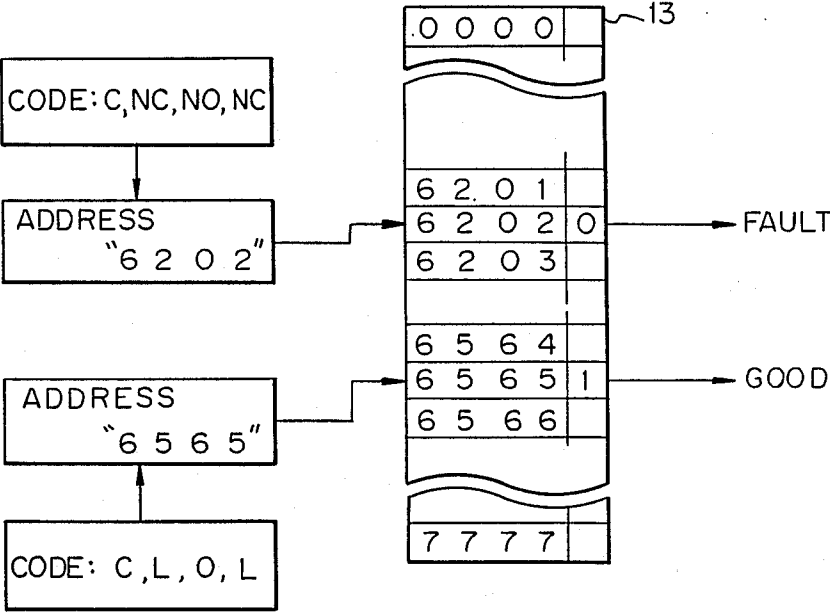 0 0 0 0
13
CODE: C, NC, NO, NC
ADDRESS
"6 2 0 2"
6 2 0 1
6 2 0 2 0
6 2 0 3
FAULT
6 5 6 4
6 5 6 5 1
6 5 6 6
GOOD
ADDRESS
"6 5 6 5"
CODE: C, L, O, L
7 7 7 7